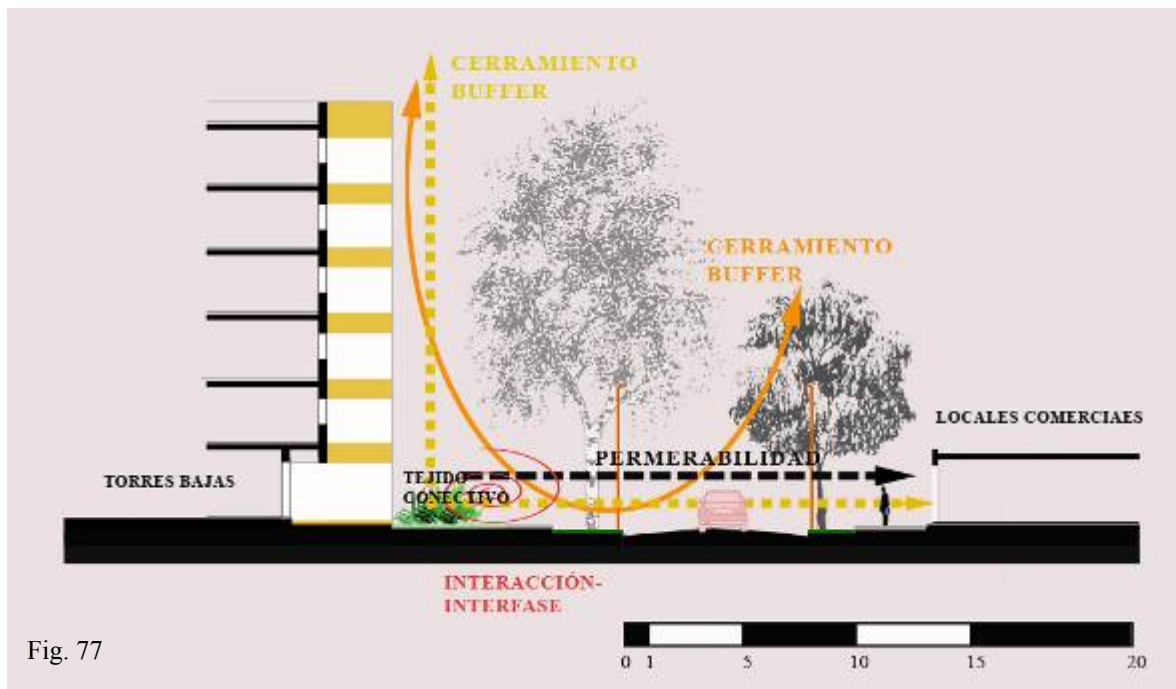 CERRAMIENTO
BUFFER
CERRAMIENTO
BUFFER
LOCALES COMERCIAES
PERMERABILIDAD
TORRES BAJAS
TEJIDO
CONECTIVO
INTERACCIÓN-
INTERFASE
Fig. 77
0 1 5 10 15 20